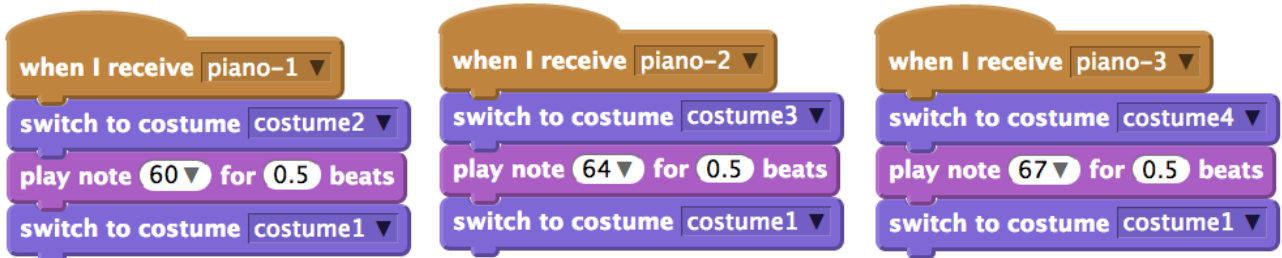 when I receive piano-1
switch to costume costume2
play note 60 for 0.5 beats
switch to costume costume1
when I receive piano-2
switch to costume costume3
play note 64 for 0.5 beats
switch to costume costume1
when I receive piano-3
switch to costume costume4
play note 67 for 0.5 beats
switch to costume costume1